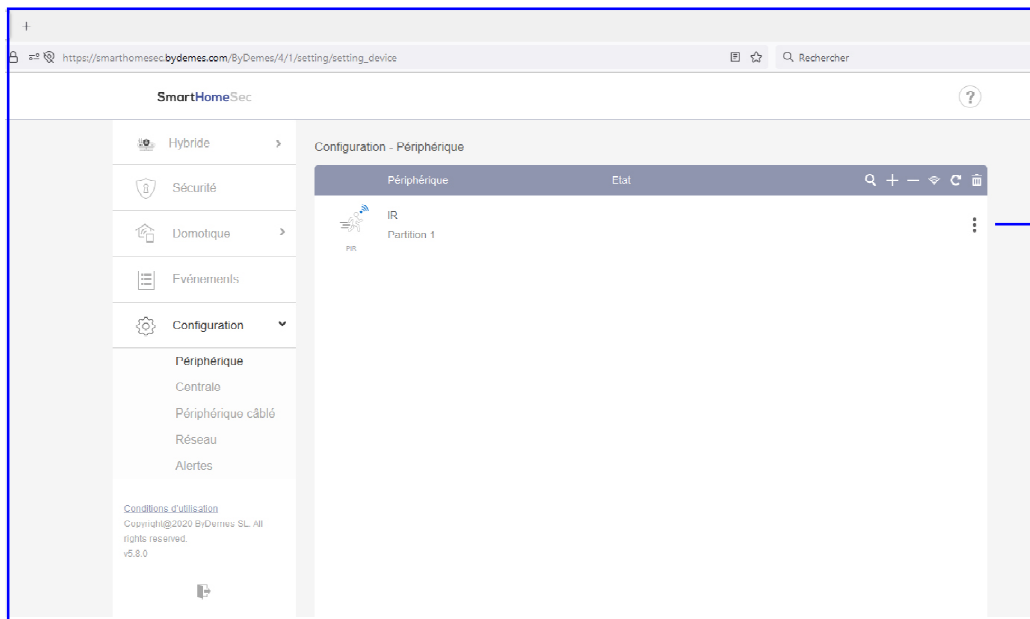 https://smarthomesec.bydemes.com/ByDemes/4/1/setting/setting_device
Rechercher
SmartHomeSec
?
Hybride
Sécurité
Domotique
Evénements
Configuration
Périphérique
Centrale
Périphérique câblé
Réseau
Alertes
Conditions d'utilisation
Copyright@2020 ByDemes SL. All
rights reserved.
v5.8.0
Configuration - Périphérique
Périphérique Etat
IR
Partition 1
PIR